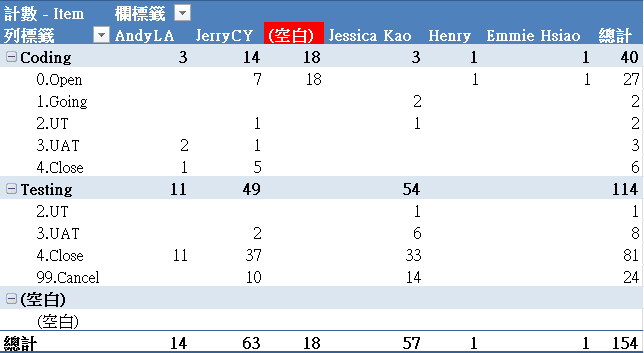 計數 - Item 欄標籤
列標籤 AndyLA JerryCY (空白) Jessica Kao Henry Emmie Hsiao 總計
Coding 3 14 18 3 1 1 40
0.Open 7 18 1 1 27
1.Going 2 2
2.UT 1 1 2
3.UAT 2 1 3
4.Close 1 5 6
Testing 11 49 54 114
2.UT 1 1
3.UAT 2 6 8
4.Close 11 37 33 81
99.Cancel 10 14 24
(空白)
(空白)
總計 14 63 18 57 1 1 154